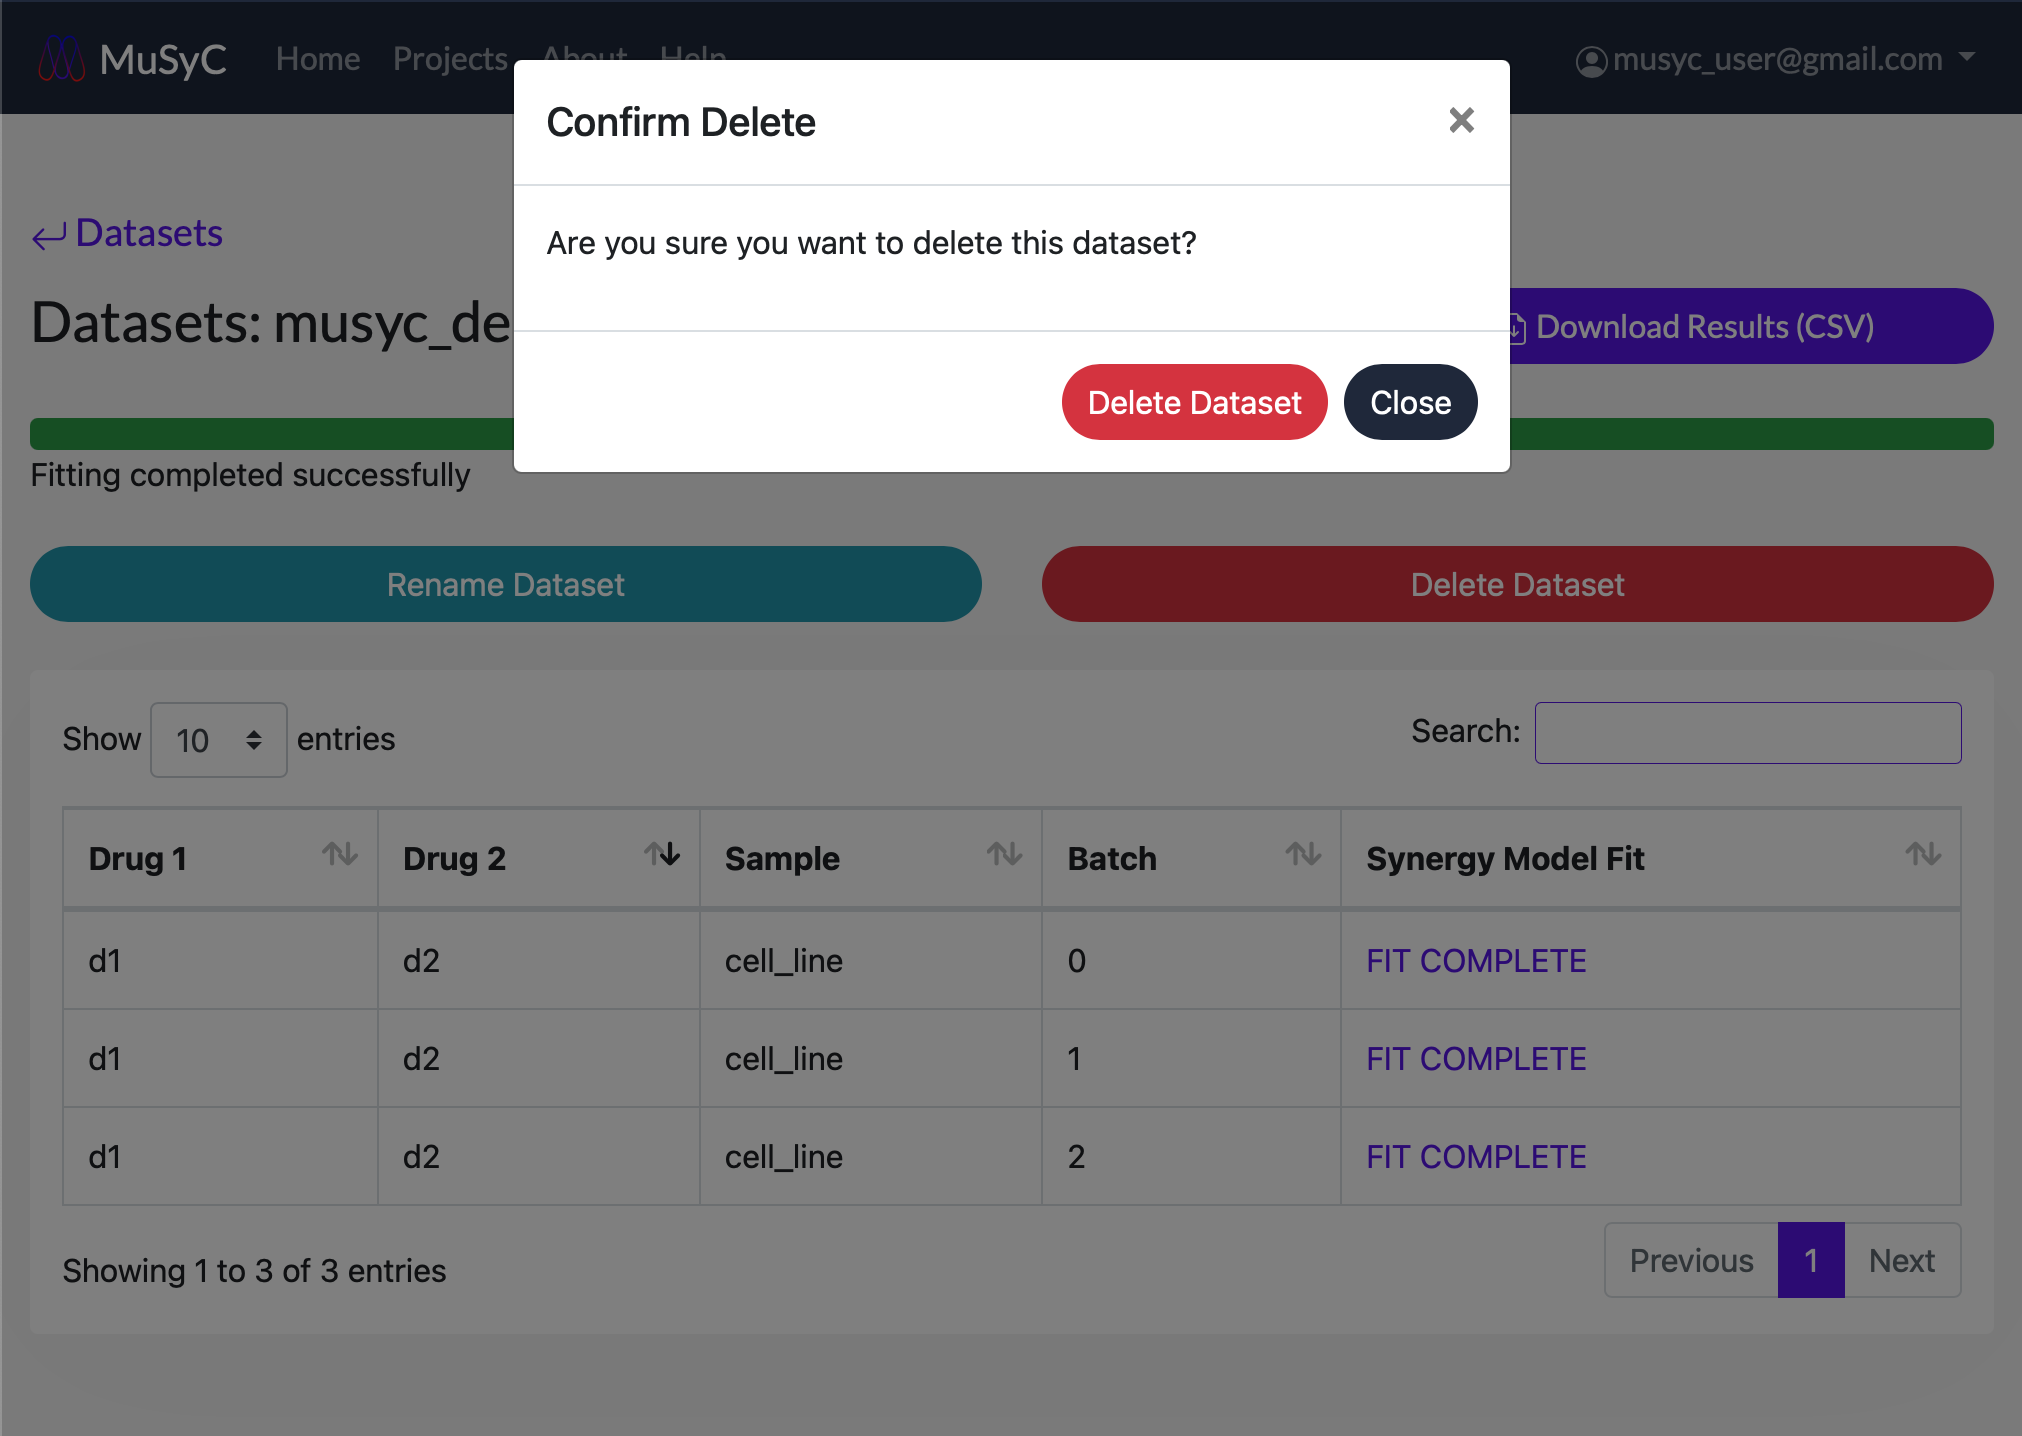 MuSyC Home Projects About Help musyc_user@gmail.com
Confirm Delete
Are you sure you want to delete this dataset?
Delete Dataset Close
Datasets
Datasets: musyc_de
Download Results (CSV)
Fitting completed successfully
Rename Dataset Delete Dataset
Show 10 entries Search:
Drug 1 Drug 2 Sample Batch Synergy Model Fit
d1 d2 cell_line 0 FIT COMPLETE
d1 d2 cell_line 1 FIT COMPLETE
d1 d2 cell_line 2 FIT COMPLETE
Showing 1 to 3 of 3 entries Previous 1 Next